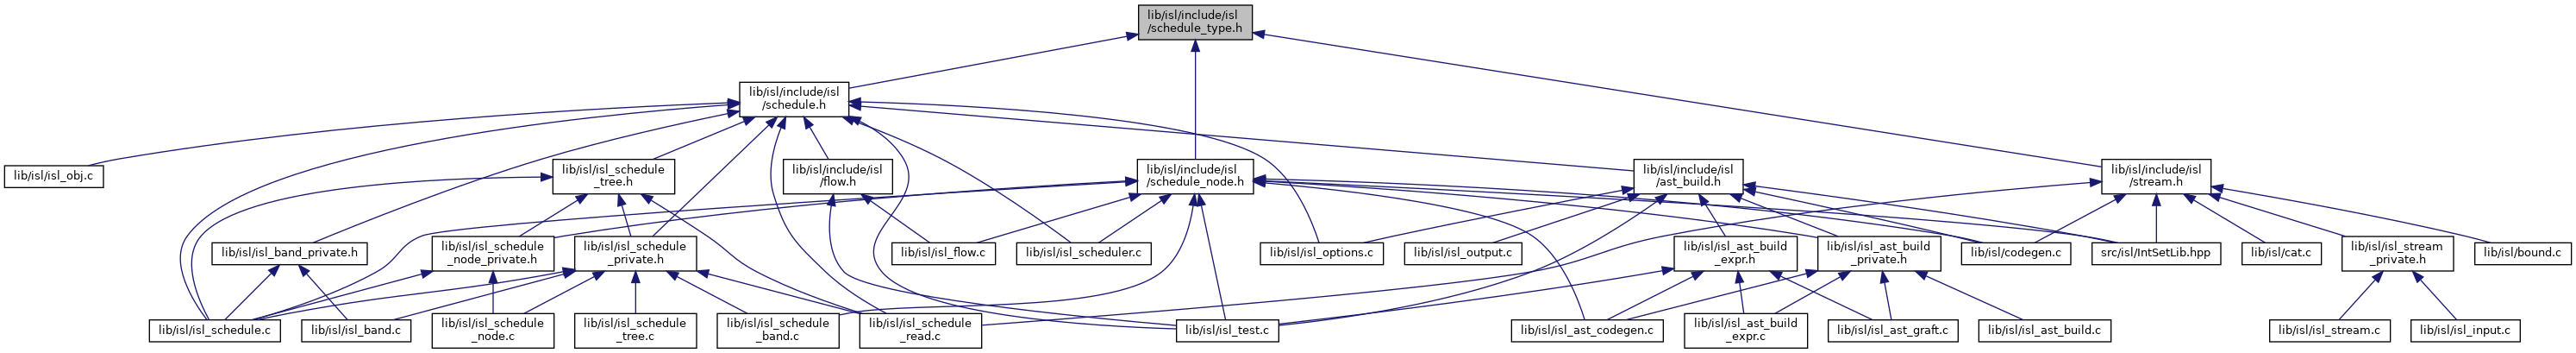 lib/isl/include/isl
/schedule_type.h
lib/isl/include/isl
/schedule.h
lib/isl/isl_obj.c
lib/isl/isl_schedule
_tree.h
lib/isl/include/isl
/flow.h
lib/isl/include/isl
/schedule_node.h
lib/isl/include/isl
/ast_build.h
lib/isl/include/isl
/stream.h
lib/isl/isl_band_private.h
lib/isl/isl_schedule
_node_private.h
lib/isl/isl_schedule
_private.h
lib/isl/isl_flow.c
lib/isl/isl_scheduler.c
lib/isl/isl_options.c
lib/isl/isl_output.c
lib/isl/isl_ast_build
_expr.h
lib/isl/isl_ast_build
_private.h
lib/isl/codegen.c
src/IntSetLib.hpp
lib/isl/cat.c
lib/isl/isl_stream
_private.h
lib/isl/bound.c
lib/isl/isl_schedule.c
lib/isl/isl_band.c
lib/isl/isl_schedule
_node.c
lib/isl/isl_schedule
_tree.c
lib/isl/isl_schedule
_band.c
lib/isl/isl_schedule
_read.c
lib/isl/isl_test.c
lib/isl/isl_ast_codegen.c
lib/isl/isl_ast_build
_expr.c
lib/isl/isl_ast_graft.c
lib/isl/isl_ast_build.c
lib/isl/isl_stream.c
lib/isl/isl_input.c